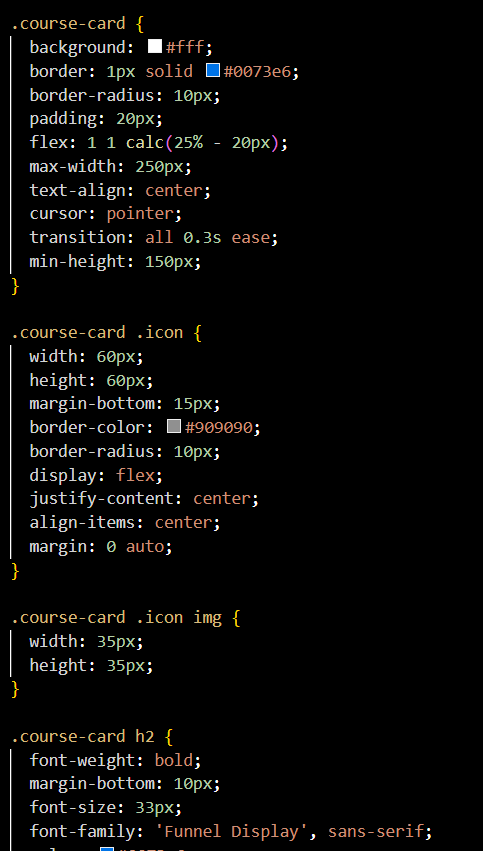 .course-card {
background: #fff;
border: 1px solid #0073e6;
border-radius: 10px;
padding: 20px;
flex: 1 1 calc(25% - 20px);
max-width: 250px;
text-align: center;
cursor: pointer;
transition: all 0.3s ease;
min-height: 150px;
}
.course-card .icon {
width: 60px;
height: 60px;
margin-bottom: 15px;
border-color: #909090;
border-radius: 10px;
display: flex;
justify-content: center;
align-items: center;
margin: 0 auto;
}
.course-card .icon img {
width: 35px;
height: 35px;
}
.course-card h2 {
font-weight: bold;
margin-bottom: 10px;
font-size: 33px;
font-family: 'Funnel Display', sans-serif;